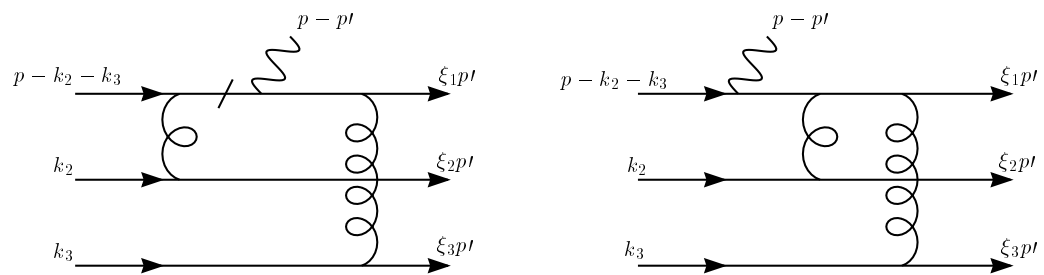 p − p′
p − k₂ − k₃
ξ₁p′
k₂
ξ₂p′
k₃
ξ₃p′
p − p′
p − k₂ − k₃
ξ₁p′
k₂
ξ₂p′
k₃
ξ₃p′